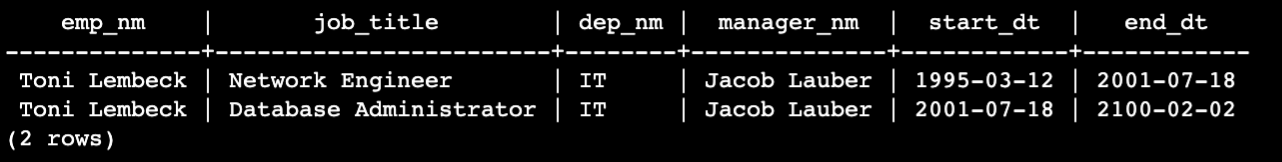 emp_nm    |       job_title        | dep_nm |  manager_nm  |  start_dt  |   end_dt
--------------+------------------------+--------+--------------+------------+------------
 Toni Lembeck | Network Engineer       | IT     | Jacob Lauber | 1995-03-12 | 2001-07-18
 Toni Lembeck | Database Administrator | IT     | Jacob Lauber | 2001-07-18 | 2100-02-02
(2 rows)